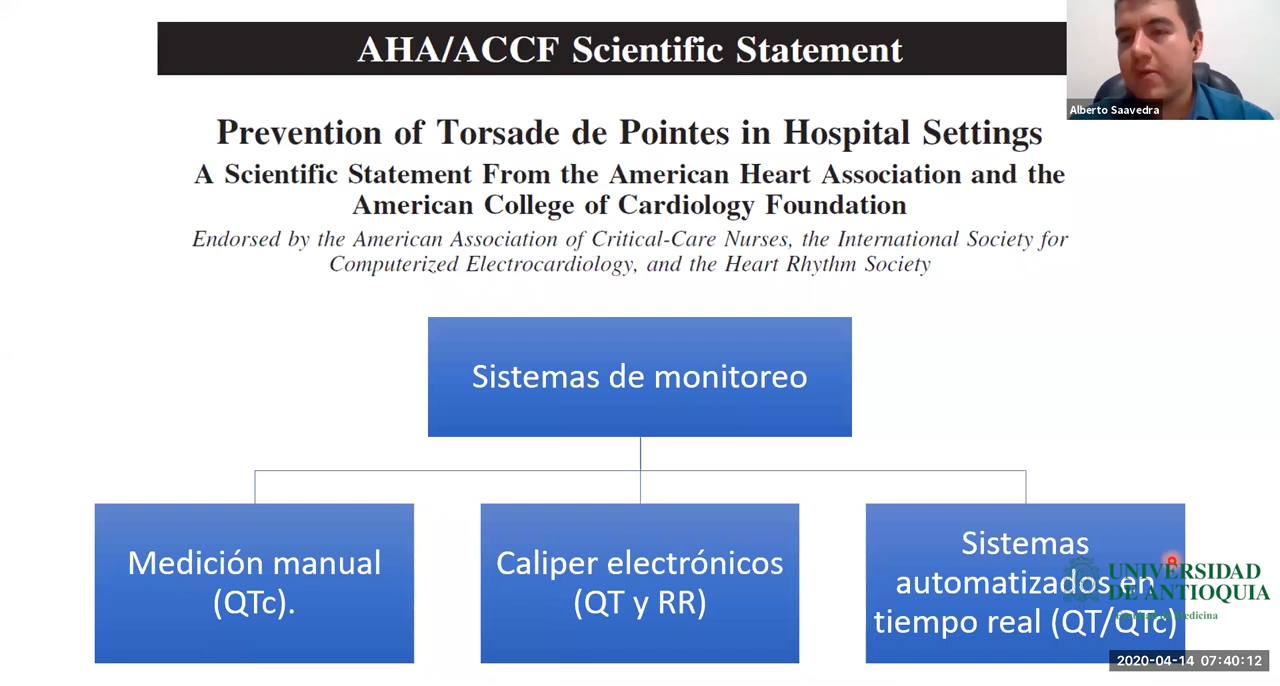 AHA/ACCF Scientific Statement
Alberto Saavedra
Prevention of Torsade de Pointes in Hospital Settings
A Scientific Statement From the American Heart Association and the
American College of Cardiology Foundation
Endorsed by the American Association of Critical-Care Nurses, the International Society for
Computerized Electrocardiology, and the Heart Rhythm Society
Sistemas de monitoreo
Medición manual
(QTc).
Caliper electrónicos
(QT y RR)
Sistemas
automatizados en
tiempo real (QT/QTc)
UNIVERSIDAD
DE ANTIOQUIA
Medicina
2020-04-14 07:40:12